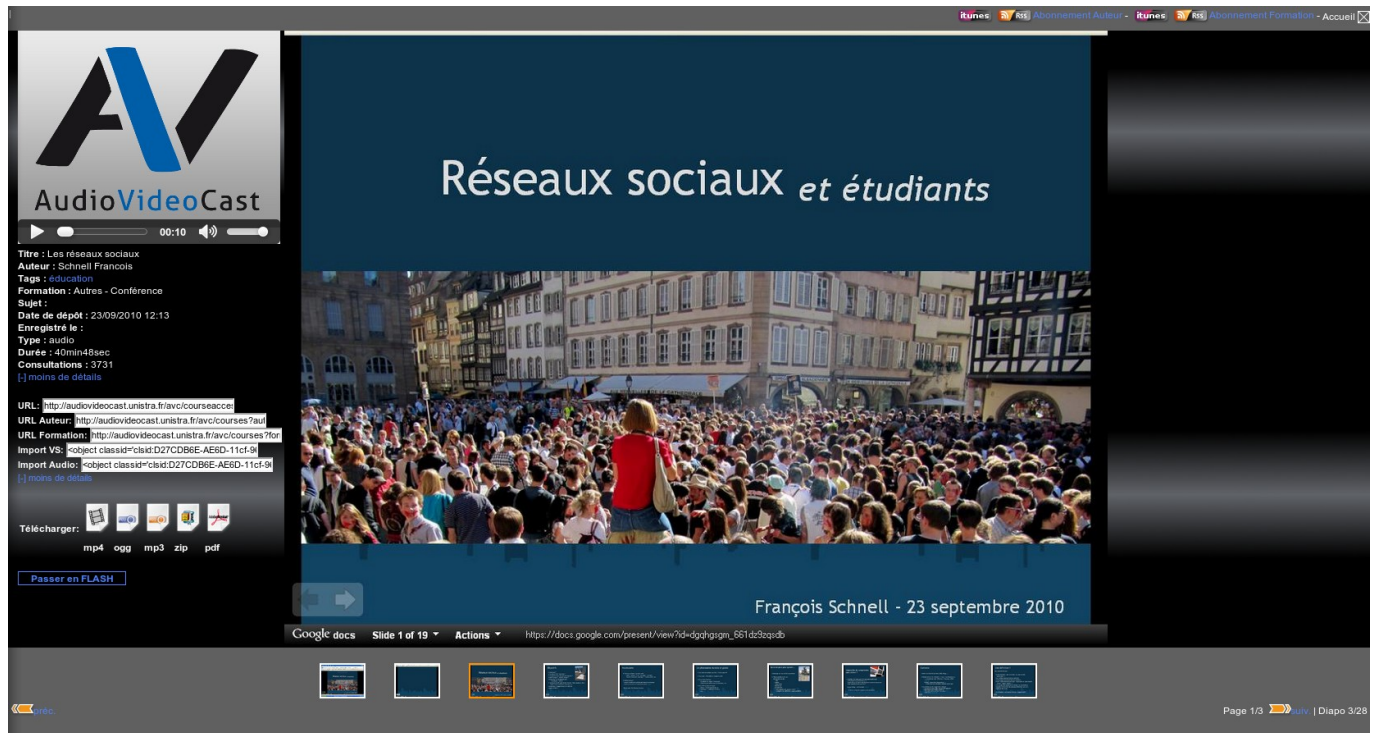 itunes RSS Abonnement Auteur - itunes RSS Abonnement Formation - Accueil
AV
AudioVideoCast
00:10
Titre : Les réseaux sociaux
Auteur : Schnell Francois
Tags : éducation
Formation : Autres - Conférence
Sujet :
Date de dépôt : 23/09/2010 12:13
Enregistré le :
Type : audio
Durée : 40min48sec
Consultations : 3731
[-] moins de détails
URL: http://audiovideocast.unistra.fr/avc/courseacces
URL Auteur: http://audiovideocast.unistra.fr/avc/courses?aut
URL Formation: http://audiovideocast.unistra.fr/avc/courses?for
Import VS: <object classid='clsid:D27CDB6E-AE6D-11cf-96
Import Audio: <object classid='clsid:D27CDB6E-AE6D-11cf-96
[-] moins de détails
Télécharger:
mp4 ogg mp3 zip pdf
Passer en FLASH
Réseaux sociaux et étudiants
François Schnell - 23 septembre 2010
Google docs Slide 1 of 19 Actions https://docs.google.com/present/view?id=dgqhgsgm_661dz9zqsdb
préc.
Page 1/3 suiv. | Diapo 3/28